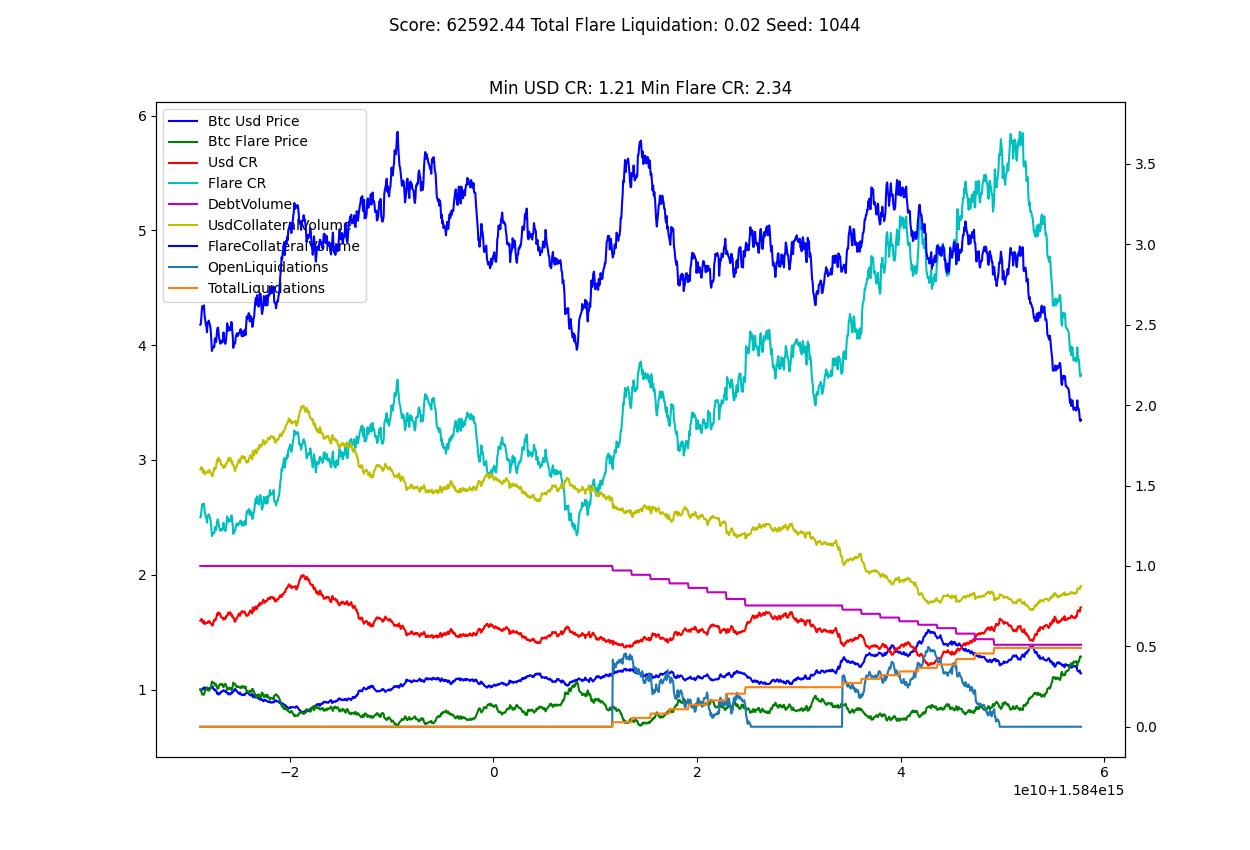 Score: 62592.44 Total Flare Liquidation: 0.02 Seed: 1044
Min USD CR: 1.21 Min Flare CR: 2.34
6
5
4
3
2
1
Btc Usd Price
Btc Flare Price
Usd CR
Flare CR
DebtVolume
UsdCollateralVolume
FlareCollateralVolume
OpenLiquidations
TotalLiquidations
3.5
3.0
2.5
2.0
1.5
1.0
0.5
0.0
−2 0 2 4 6
1e10+1.584e15